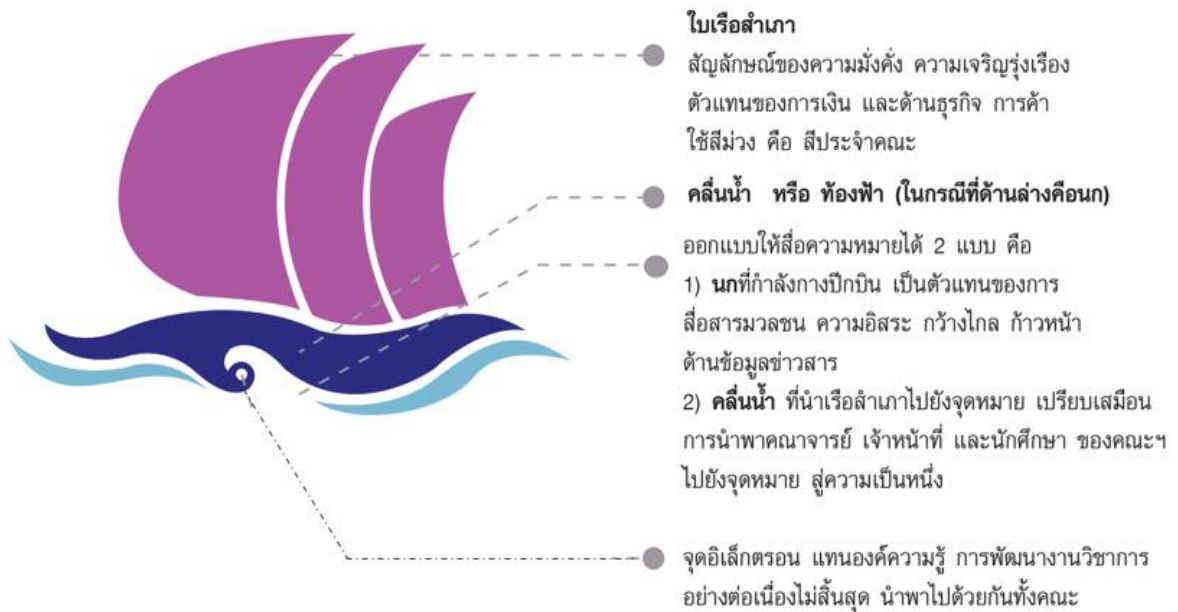 ใบเรือสำเภา
สัญลักษณ์ของความมั่งคั่ง ความเจริญรุ่งเรือง
ตัวแทนของการเงิน และด้านธุรกิจ การค้า
ใช้สีม่วง คือ สีประจำคณะ
คลื่นน้ำ หรือ ท้องฟ้า (ในกรณีที่ด้านล่างคือนก)
ออกแบบให้สื่อความหมายได้ 2 แบบ คือ
1) นกที่กำลังกางปีกบิน เป็นตัวแทนของการ
สื่อสารมวลชน ความอิสระ กว้างไกล ก้าวหน้า
ด้านข้อมูลข่าวสาร
2) คลื่นน้ำ ที่นำเรือสำเภาไปยังจุดหมาย เปรียบเสมือน
การนำพาคณาจารย์ เจ้าหน้าที่ และนักศึกษา ของคณะฯ
ไปยังจุดหมาย สู่ความเป็นหนึ่ง
จุดอิเล็กตรอน แทนองค์ความรู้ การพัฒนางานวิชาการ
อย่างต่อเนื่องไม่สิ้นสุด นำพาไปด้วยกันทั้งคณะ